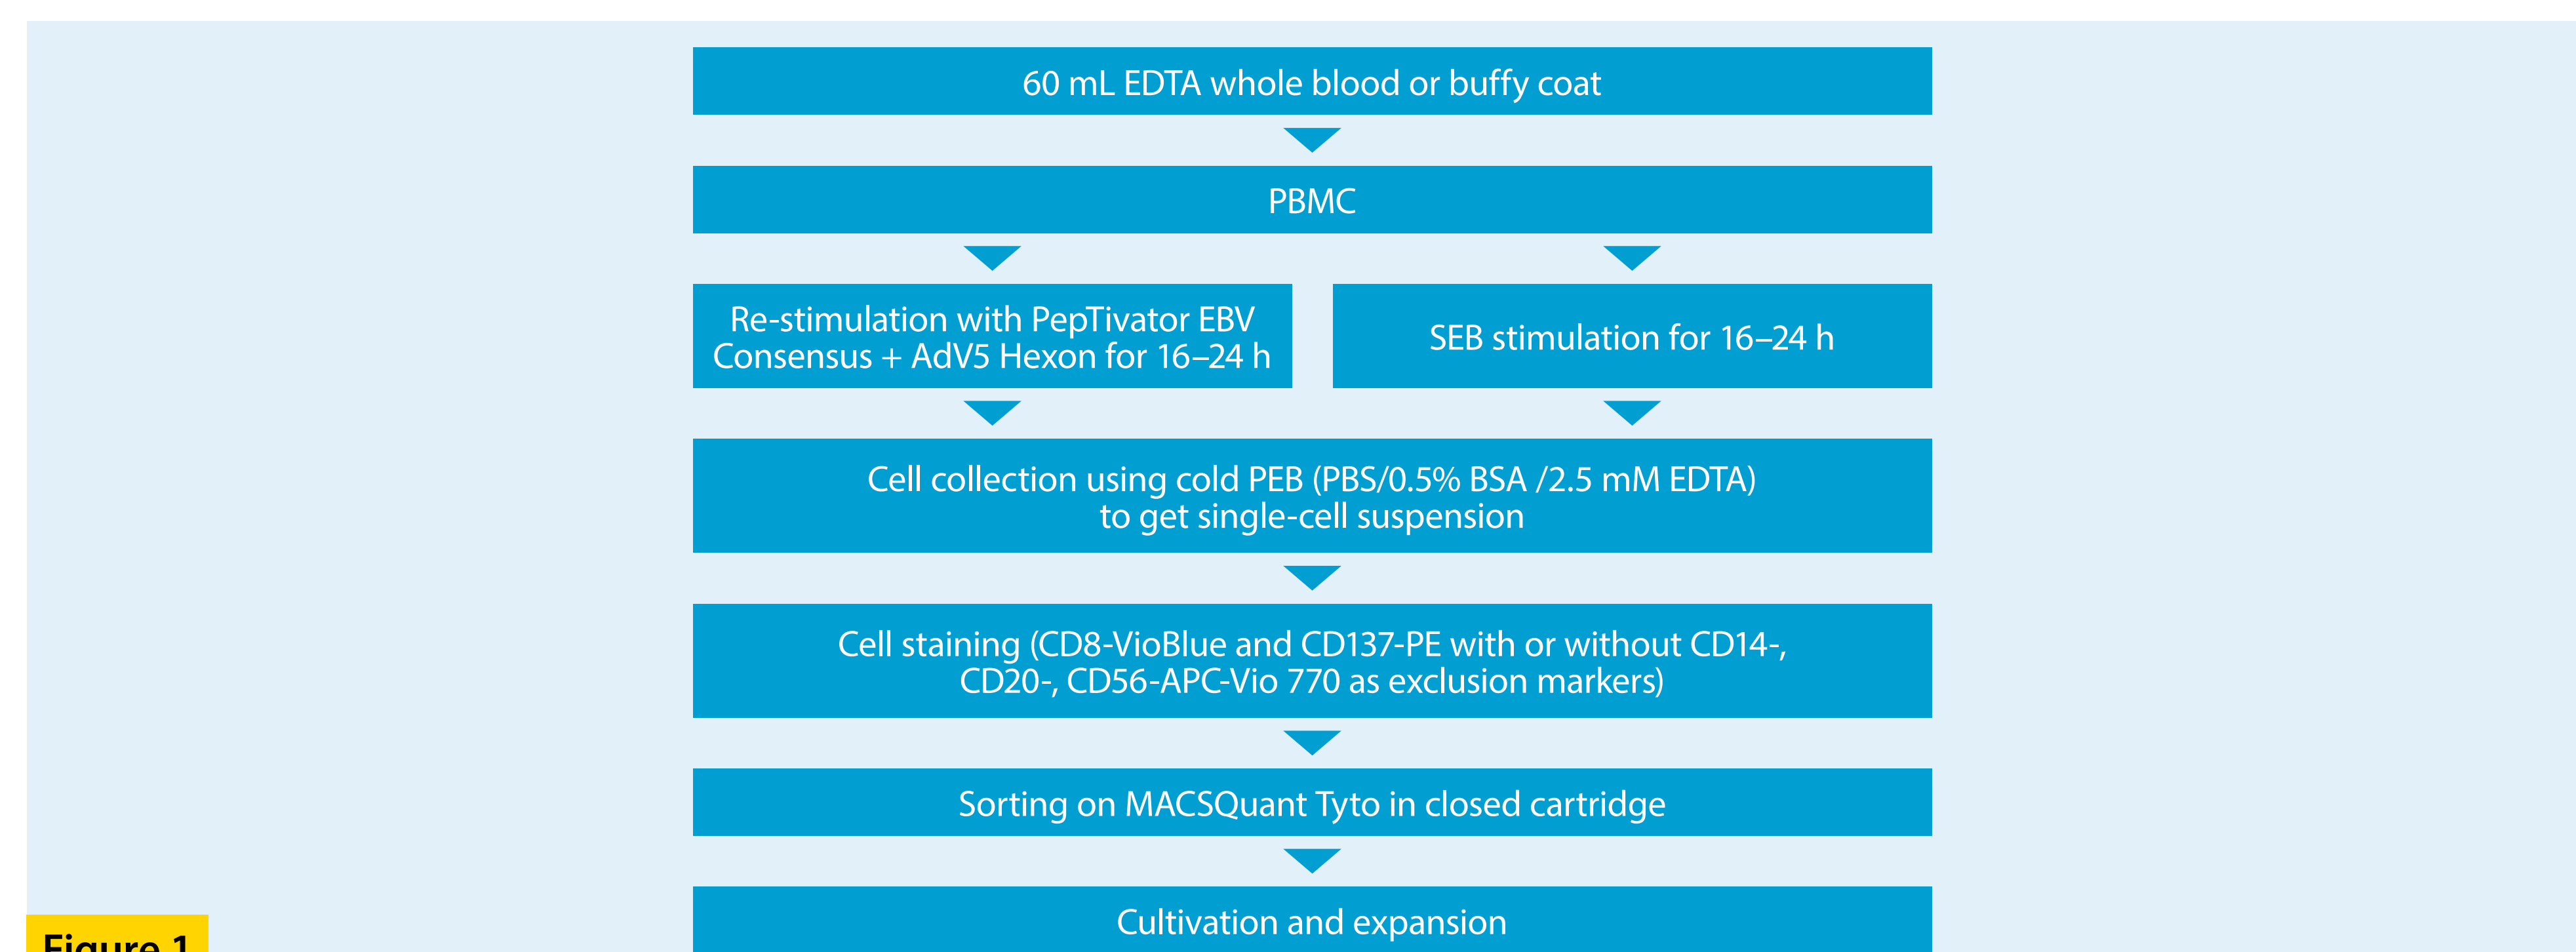 60 mL EDTA whole blood or buffy coat
PBMC
Re-stimulation with PepTivator EBV
Consensus + AdV5 Hexon for 16–24 h
SEB stimulation for 16–24 h
Cell collection using cold PEB (PBS/0.5% BSA /2.5 mM EDTA)
to get single-cell suspension
Cell staining (CD8-VioBlue and CD137-PE with or without CD14-,
CD20-, CD56-APC-Vio 770 as exclusion markers)
Sorting on MACSQuant Tyto in closed cartridge
Cultivation and expansion
Figure 1